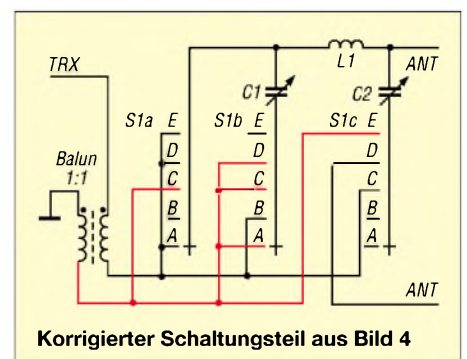 TRX
L1
ANT
C1
C2
S1a E
S1b E
S1c E
D
D
D
Balun
1:1
C
C
C
B
B
B
A
A
A
ANT
Korrigierter Schaltungsteil aus Bild 4